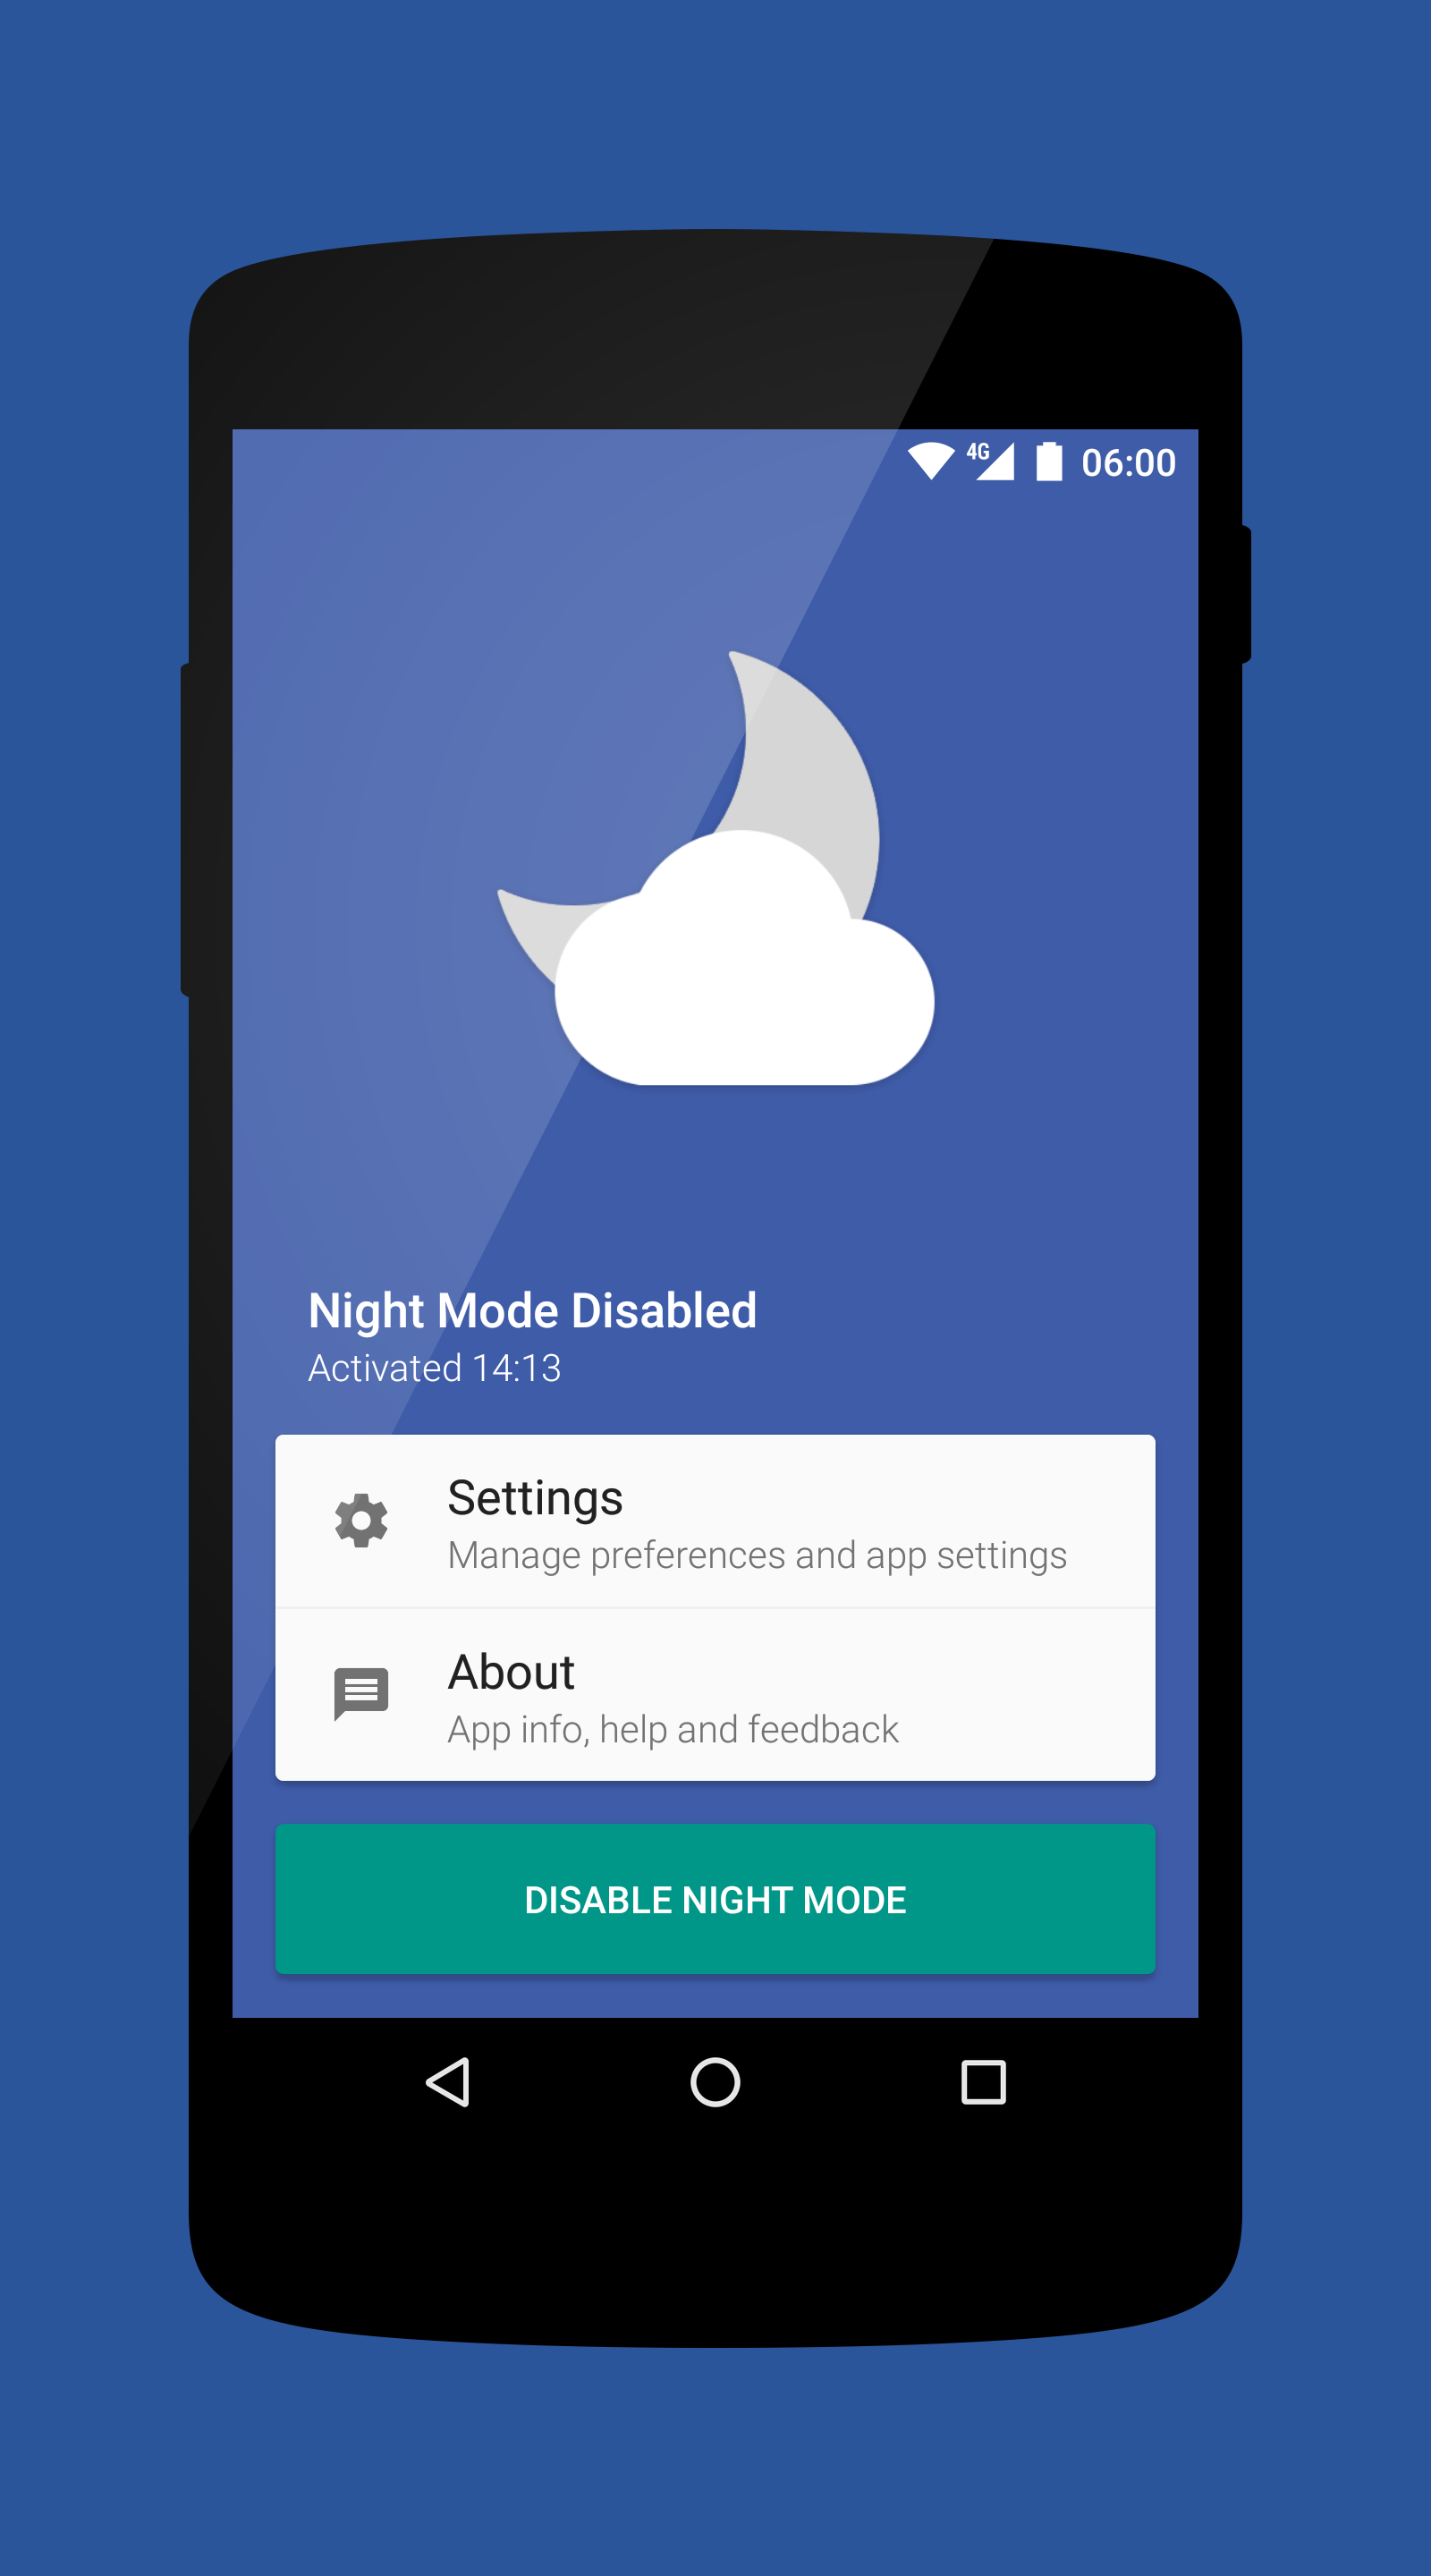 4G 06:00
Night Mode Disabled
Activated 14:13
Settings
Manage preferences and app settings
About
App info, help and feedback
DISABLE NIGHT MODE